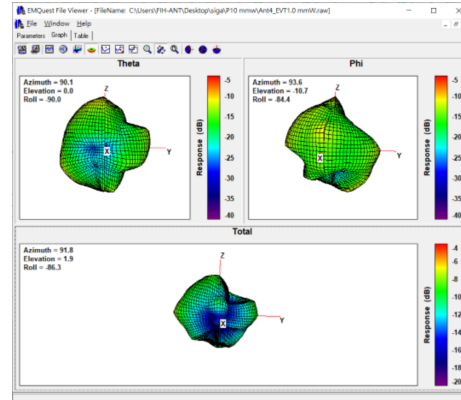 EMQuest File Viewer - [FileName: C:\Users\FIH-ANT\Desktop\siga\P10 mmw\Ant4_EVT1.0 mmW.raw]
File Window Help
Parameters Graph Table
Theta
Azimuth = 90.1
Elevation = 0.0
Roll = -90.0
Z
Y
X
-5
-10
-15
-20
-25
-30
-35
-40
Response (dB)
Phi
Azimuth = 93.6
Elevation = -10.7
Roll = -84.4
Z
Y
X
-5
-10
-15
-20
-25
-30
-35
-40
Response (dB)
Total
Azimuth = 91.8
Elevation = 1.9
Roll = -86.3
Z
Y
X
-4
-6
-8
-10
-12
-14
-16
-18
-20
Response (dB)